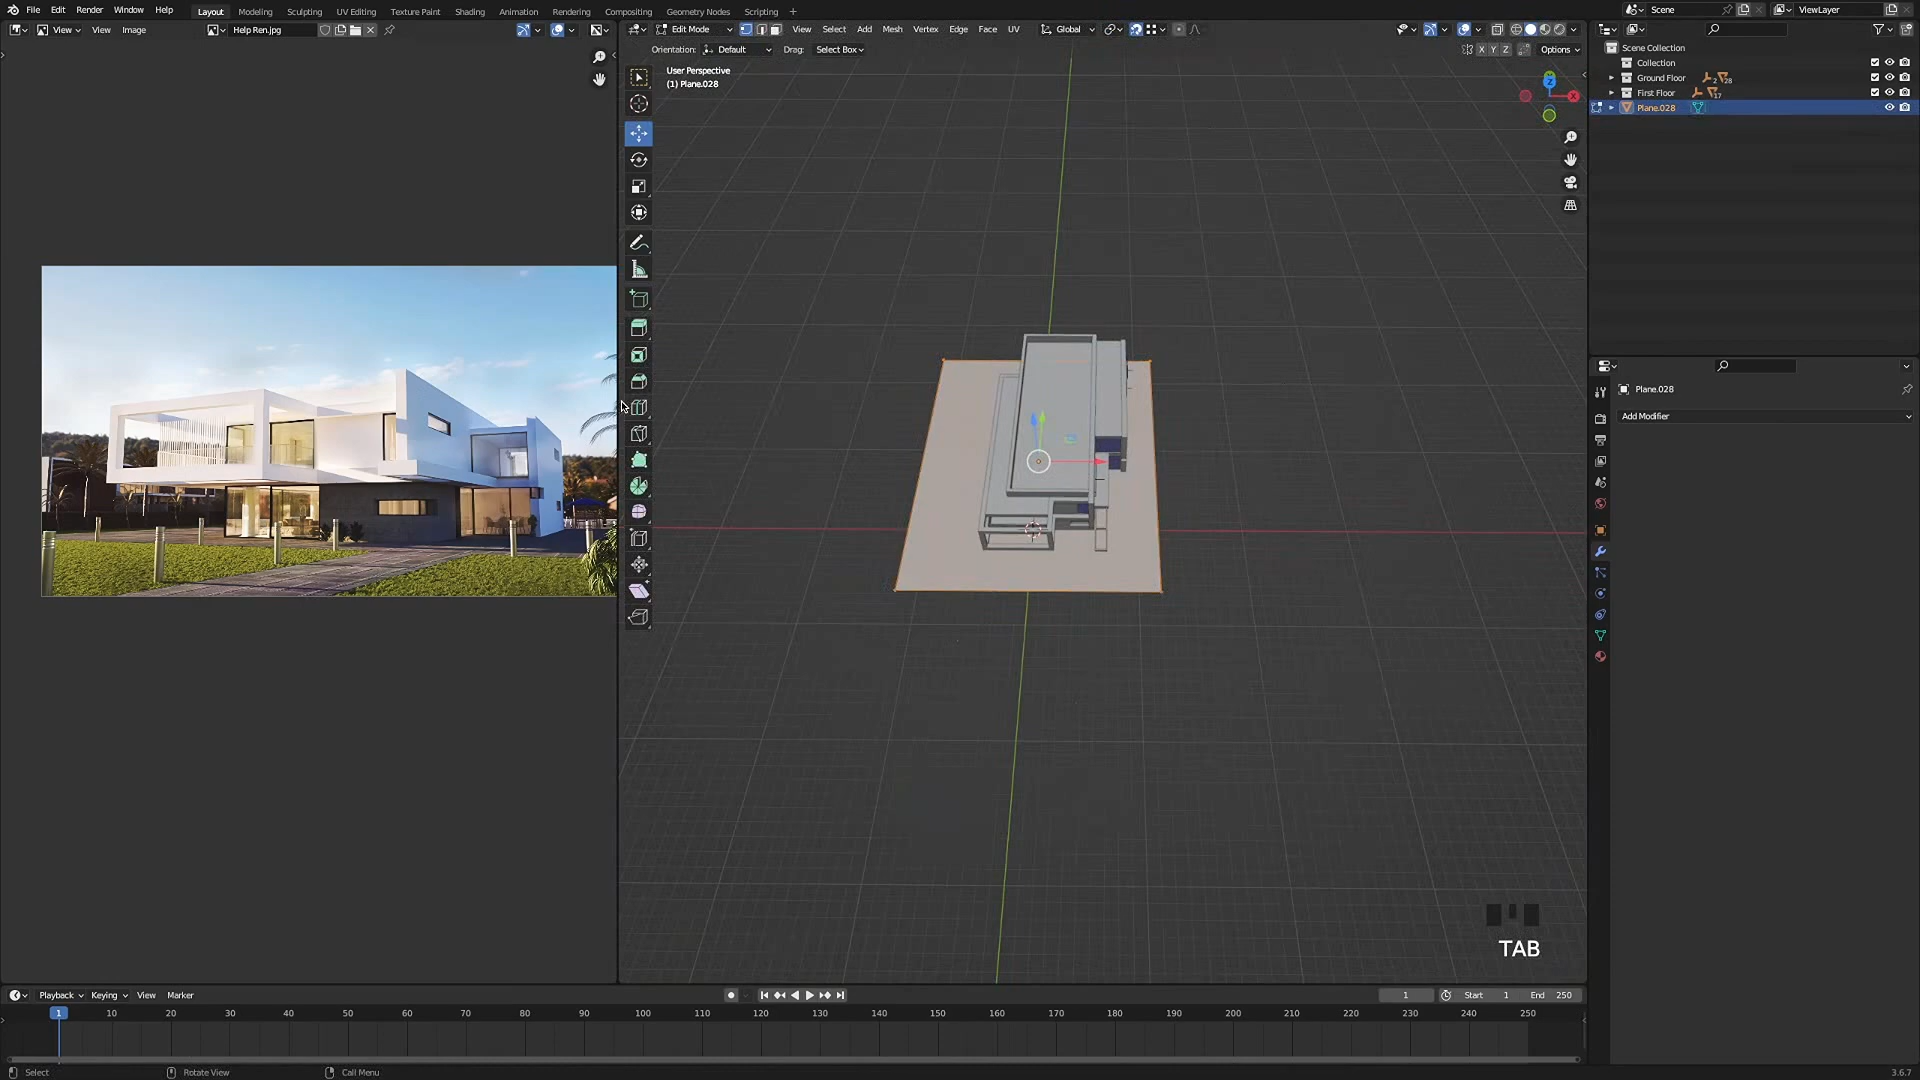 File Edit Render Window Help Layout Modeling Sculpting UV Editing Texture Paint Shading Animation Rendering Compositing Geometry Nodes Scripting + Scene ViewLayer
View View Image Help Ren.jpg Edit Mode View Select Add Mesh Vertex Edge Face UV Global
Orientation: Default Drag: Select Box X Y Z Options
User Perspective
(1) Plane.028
Z
X
Scene Collection
Collection
Ground Floor 2 28
First Floor 17
Plane.028
Plane.028
Add Modifier
TAB
Playback Keying View Marker 1 Start 1 End 250
1 10 20 30 40 50 60 70 80 90 100 110 120 130 140 150 160 170 180 190 200 210 220 230 240 250
Select Rotate View Call Menu 3.6.7